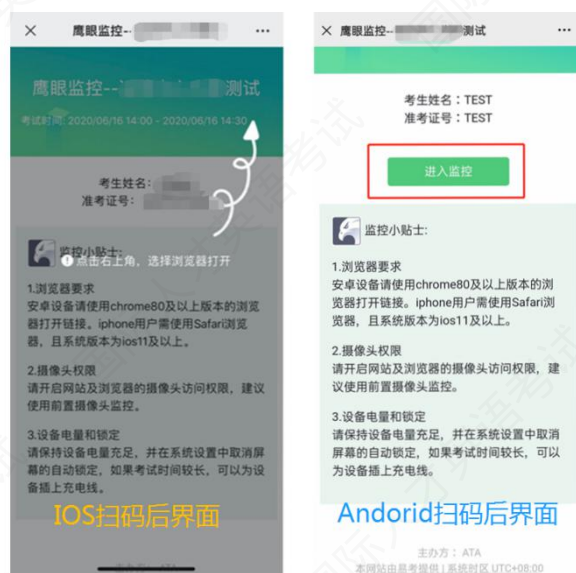 鹰眼监控--
鹰眼监控-- 测试
考试时间: 2020/06/16 14:00 - 2020/06/16 14:30
考生姓名:
准考证号:
监控小贴士:
点击右上角，选择浏览器打开
1.浏览器要求
安卓设备请使用chrome80及以上版本的浏览
器打开链接。iphone用户需使用Safari浏览
器，且系统版本为ios11及以上。
2.摄像头权限
请开启网站及浏览器的摄像头访问权限，建议
使用前置摄像头监控。
3.设备电量和锁定
请保持设备电量充足，并在系统设置中取消屏
幕的自动锁定，如果考试时间较长，可以为设
备插上充电线。
IOS扫码后界面
鹰眼监控-- 测试
考生姓名：TEST
准考证号：TEST
进入监控
监控小贴士:
1.浏览器要求
安卓设备请使用chrome80及以上版本的浏
览器打开链接。iphone用户需使用Safari浏
览器，且系统版本为ios11及以上。
2.摄像头权限
请开启网站及浏览器的摄像头访问权限，建
议使用前置摄像头监控。
3.设备电量和锁定
请保持设备电量充足，并在系统设置中取消
屏幕的自动锁定，如果考试时间较长，可以
为设备插上充电线。
Andorid扫码后界面
主办方：ATA
本网站由易考提供 | 系统时区 UTC+08:00